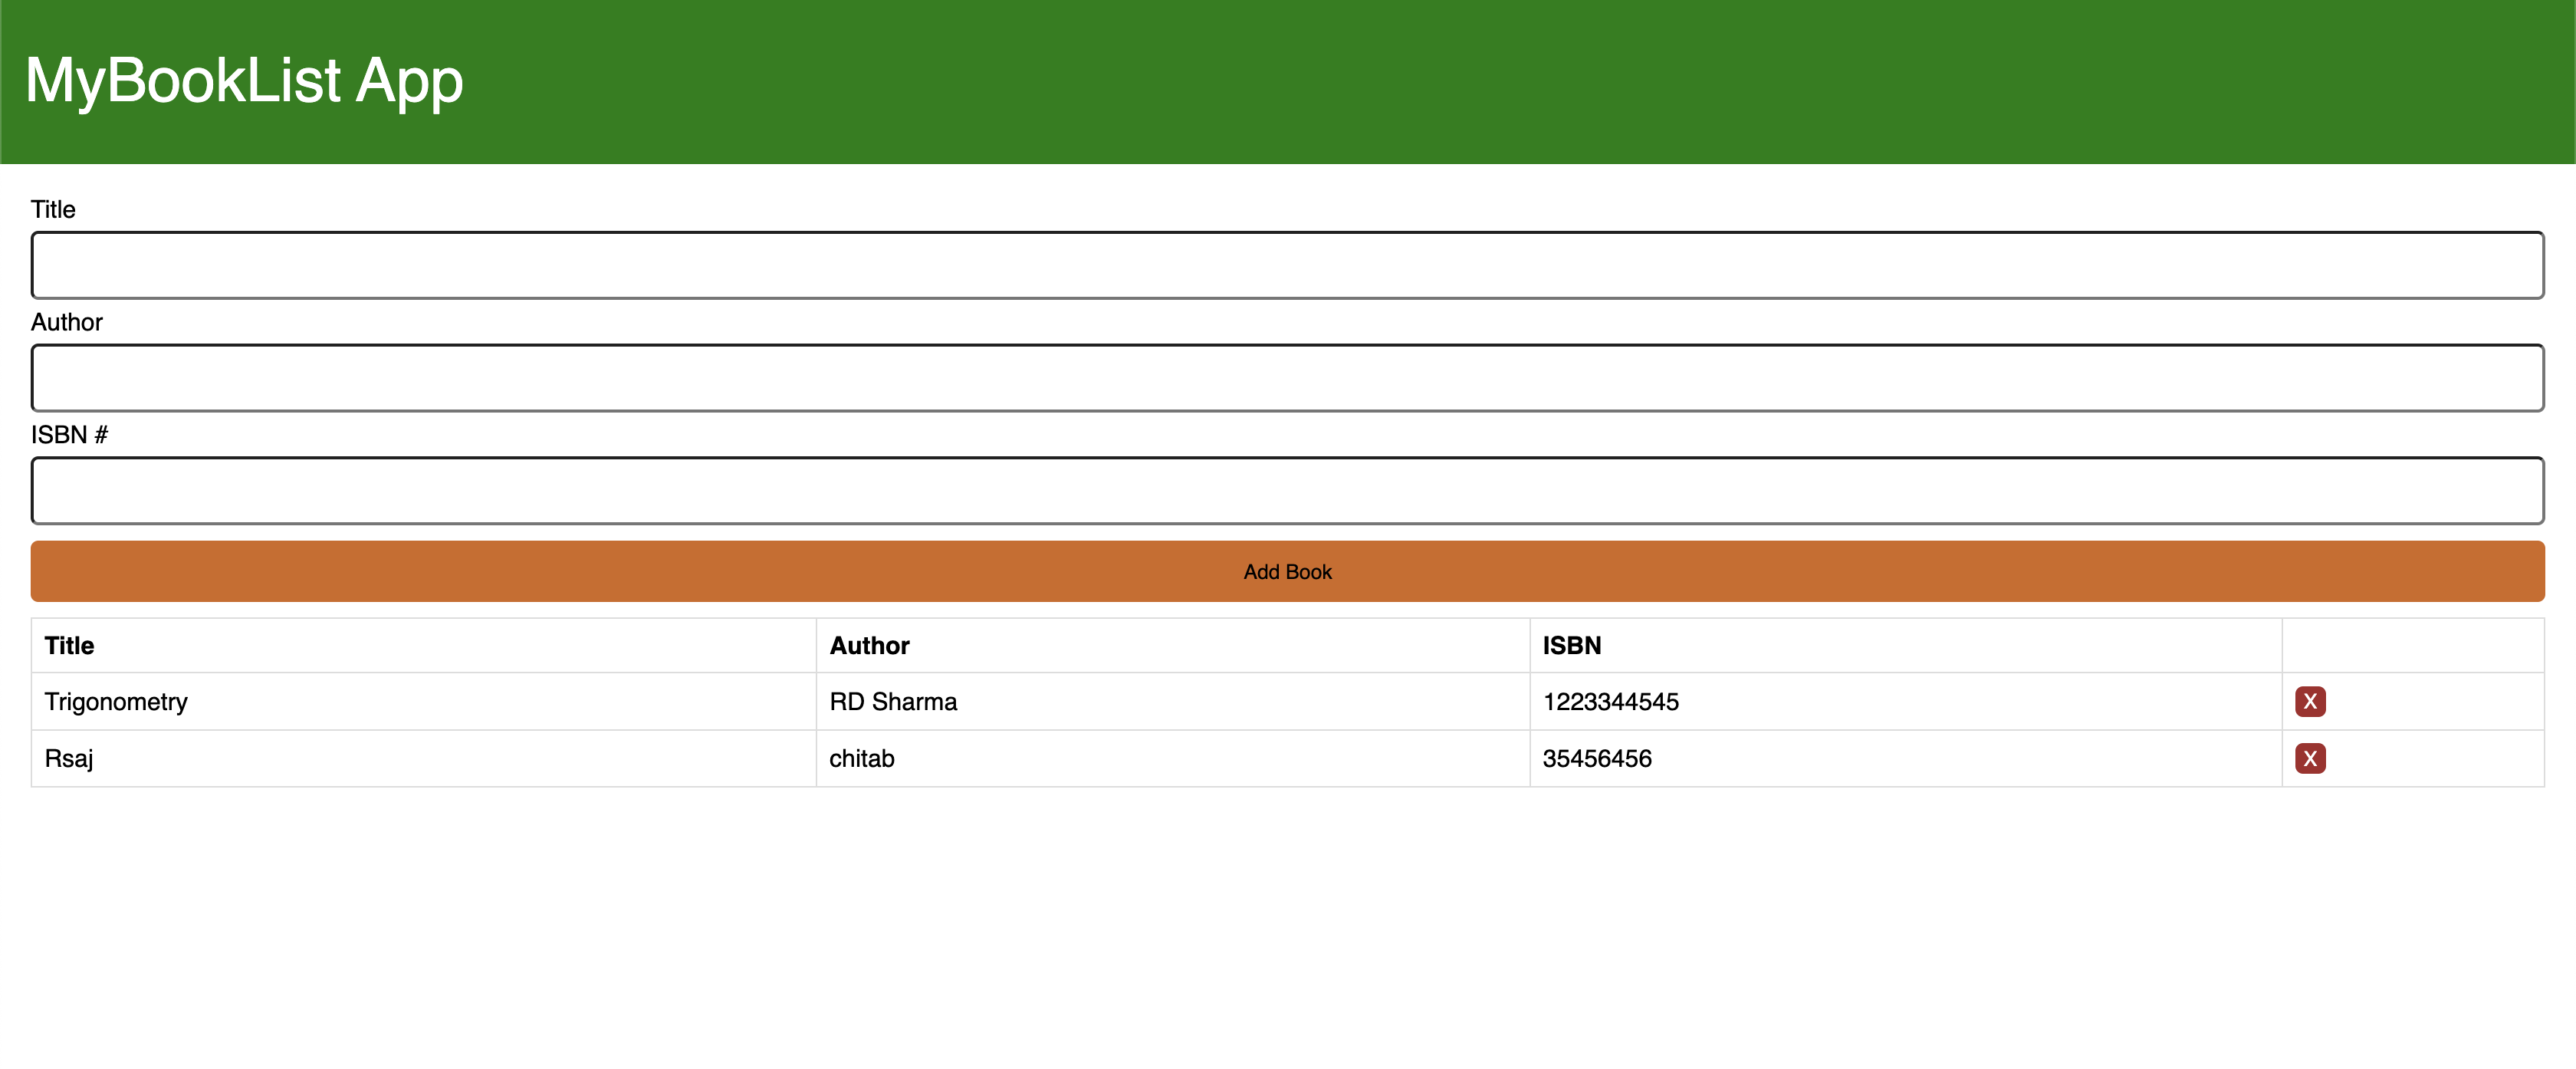 MyBookList App
Title
Author
ISBN #
Add Book
Title Author ISBN
Trigonometry RD Sharma 1223344545 X
Rsaj chitab 35456456 X